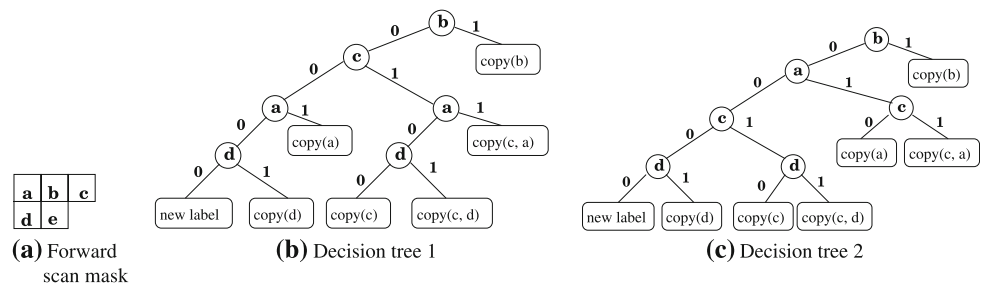 a b c
d e
(a) Forward
scan mask
b
0 1
c copy(b)
0 1
a a
0 1 0 1
d copy(a) d copy(c, a)
0 1 0 1
new label copy(d) copy(c) copy(c, d)
(b) Decision tree 1
b
0 1
a copy(b)
0 1
c c
0 1 0 1
d d copy(a) copy(c, a)
0 1 0 1
new label copy(d) copy(c) copy(c, d)
(c) Decision tree 2